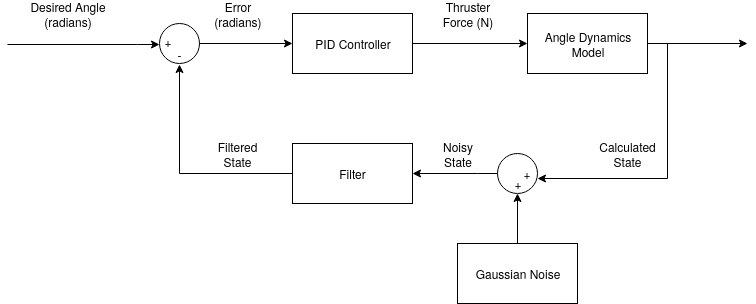 Desired Angle
(radians)
Error
(radians)
Thruster
Force (N)
+
-
PID Controller
Angle Dynamics
Model
Filtered
State
Noisy
State
Calculated
State
Filter
+
+
Gaussian Noise